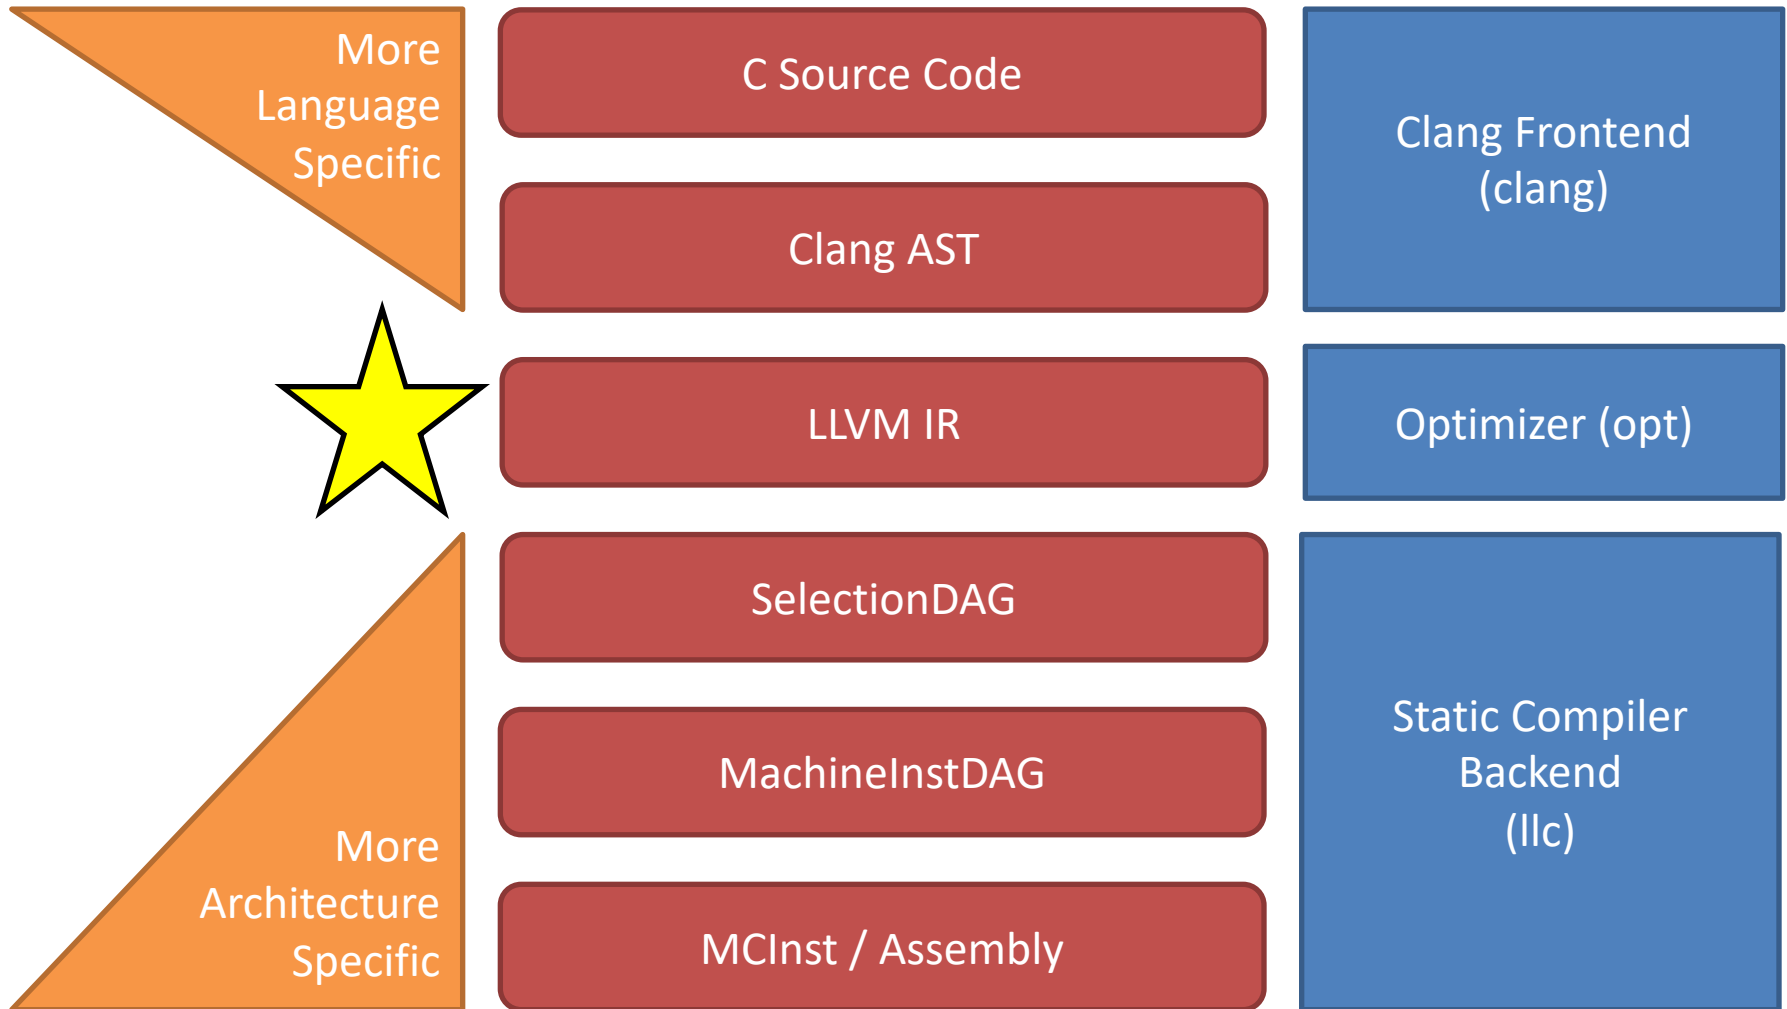 More
Language
Specific
C Source Code
Clang Frontend
(clang)
Clang AST
LLVM IR
Optimizer (opt)
SelectionDAG
MachineInstDAG
Static Compiler
Backend
(llc)
More
Architecture
Specific
MCInst / Assembly